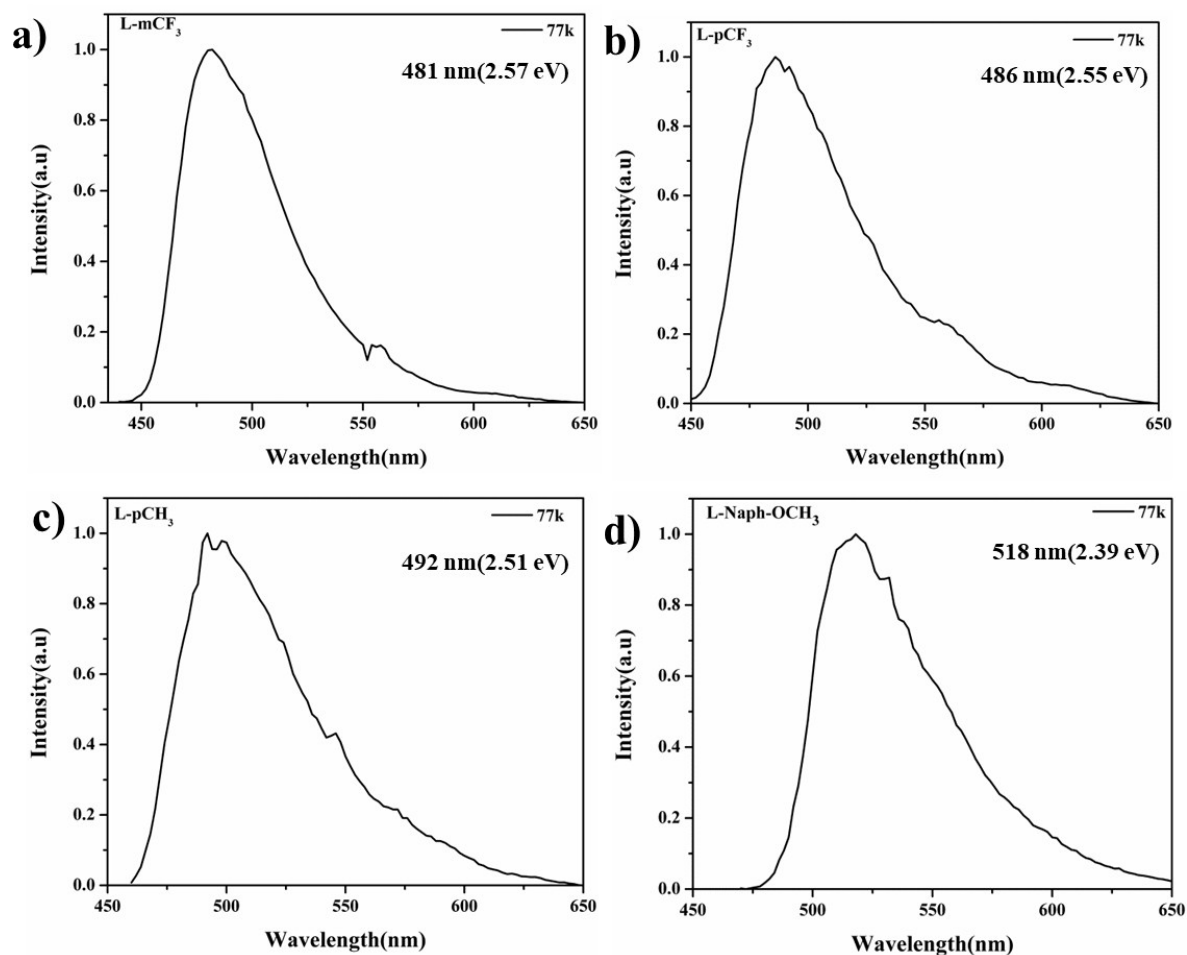 a)
L-mCF₃
77k
481 nm(2.57 eV)
Intensity(a.u)
1.0
0.8
0.6
0.4
0.2
0.0
450
500
550
600
650
Wavelength(nm)
b)
L-pCF₃
77k
486 nm(2.55 eV)
Intensity(a.u)
1.0
0.8
0.6
0.4
0.2
0.0
450
500
550
600
650
Wavelength(nm)
c)
L-pCH₃
77k
492 nm(2.51 eV)
Intensity(a.u)
1.0
0.8
0.6
0.4
0.2
0.0
450
500
550
600
650
Wavelength(nm)
d)
L-Naph-OCH₃
77k
518 nm(2.39 eV)
Intensity(a.u)
1.0
0.8
0.6
0.4
0.2
0.0
450
500
550
600
650
Wavelength(nm)